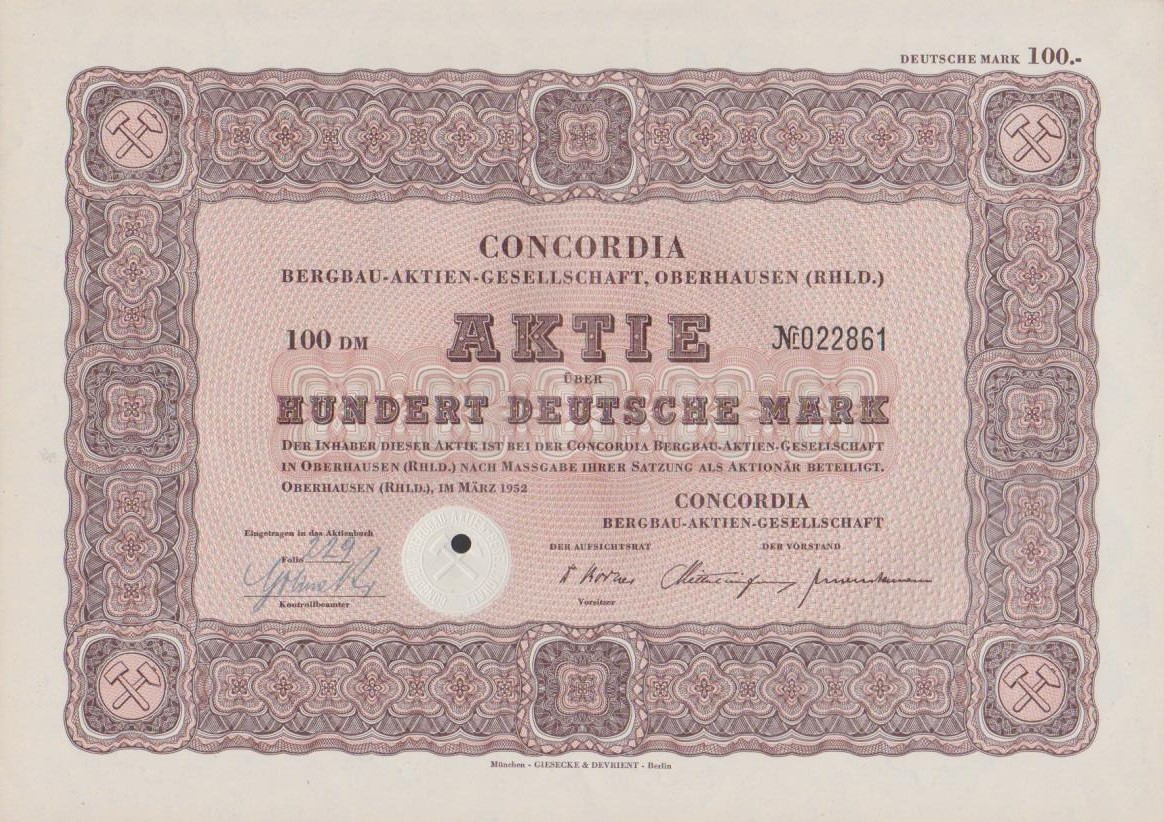 DEUTSCHE MARK 100.-
CONCORDIA
BERGBAU-AKTIEN-GESELLSCHAFT, OBERHAUSEN (RHLD.)
100 DM AKTIE № 022861
ÜBER
HUNDERT DEUTSCHE MARK
DER INHABER DIESER AKTIE IST BEI DER CONCORDIA BERGBAU-AKTIEN-GESELLSCHAFT
IN OBERHAUSEN (RHLD.) NACH MASSGABE IHRER SATZUNG ALS AKTIONÄR BETEILIGT.
OBERHAUSEN (RHLD.), IM MÄRZ 1952
CONCORDIA
BERGBAU-AKTIEN-GESELLSCHAFT
Eingetragen in das Aktienbuch
DER AUFSICHTSRAT DER VORSTAND
Folio 229
Vorsitzer
Kontrollbeamter
München - GIESECKE & DEVRIENT - Berlin